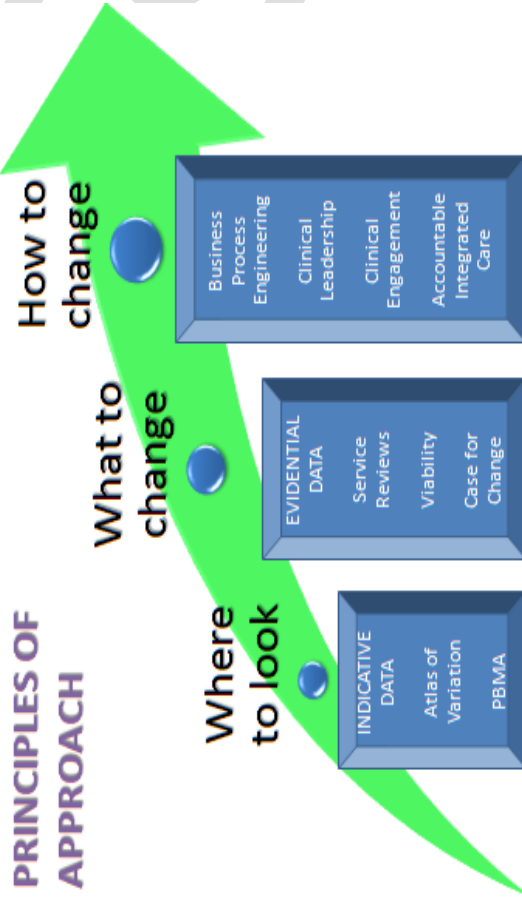 PRINCIPLES OF
APPROACH
Where
to look
INDICATIVE
DATA
Atlas of
Variation
PBMA
What to
change
EVIDENTIAL
DATA
Service
Reviews
Viability
Case for
Change
How to
change
Business
Process
Engineering
Clinical
Leadership
Clinical
Engagement
Accountable
Integrated
Care